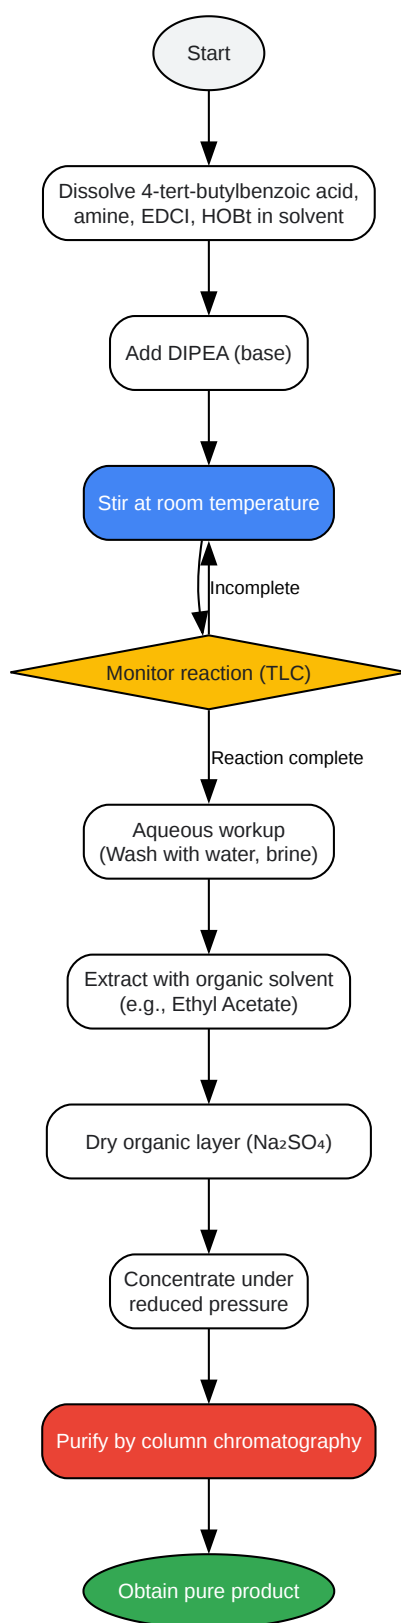 Start
Dissolve 4-tert-butylbenzoic acid,
amine, EDCI, HOBt in solvent
Add DIPEA (base)
Stir at room temperature
Incomplete
Monitor reaction (TLC)
Reaction complete
Aqueous workup
(Wash with water, brine)
Extract with organic solvent
(e.g., Ethyl Acetate)
Dry organic layer (Na₂SO₄)
Concentrate under
reduced pressure
Purify by column chromatography
Obtain pure product